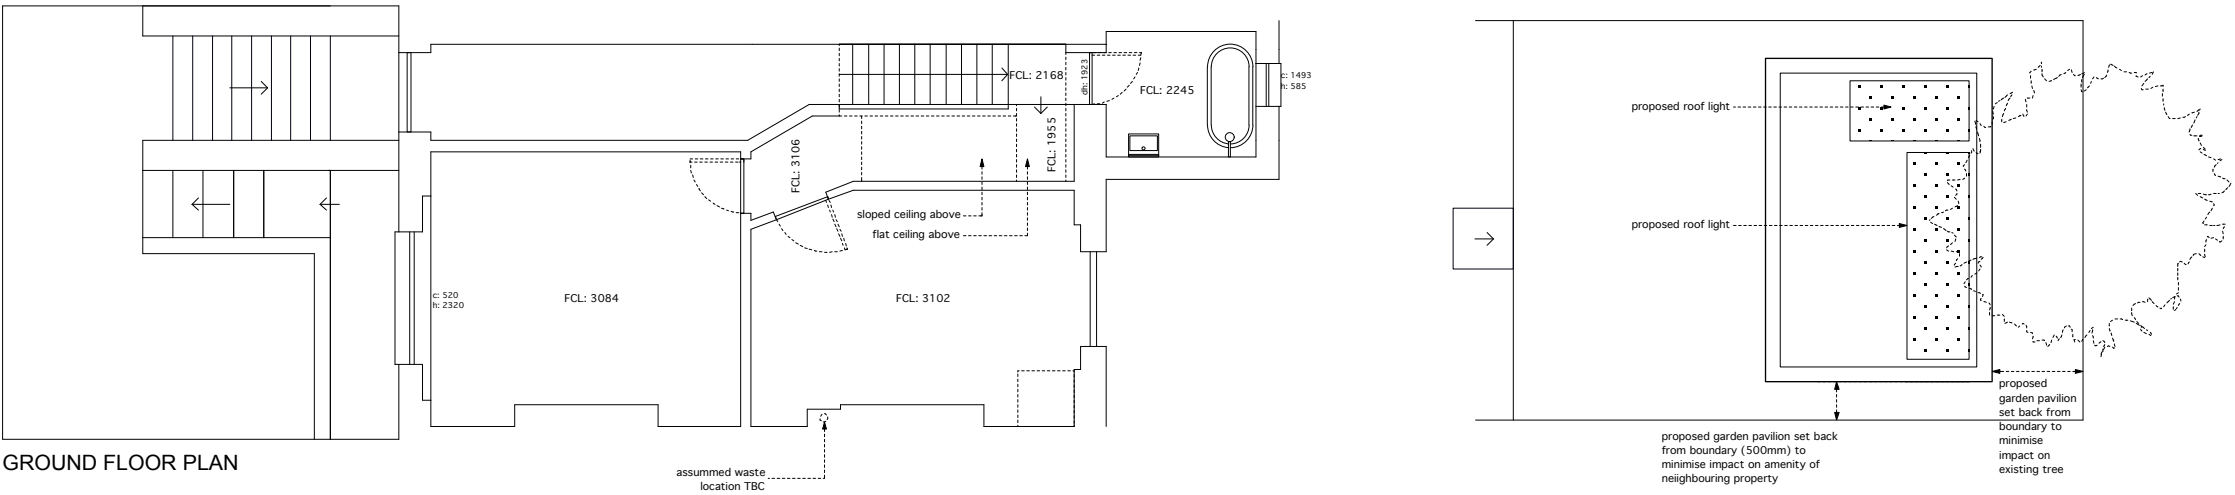 FCL: 2168
dh: 1923
FCL: 2245
c: 1493
h: 585
FCL: 3106
FCL: 1955
sloped ceiling above
flat ceiling above
c: 520
h: 2320
FCL: 3084
FCL: 3102
GROUND FLOOR PLAN
assummed waste
location TBC
proposed roof light
proposed roof light
proposed garden pavilion set back
from boundary (500mm) to
minimise impact on amenity of
neiighbouring property
proposed
garden pavilion
set back from
boundary to
minimise
impact on
existing tree